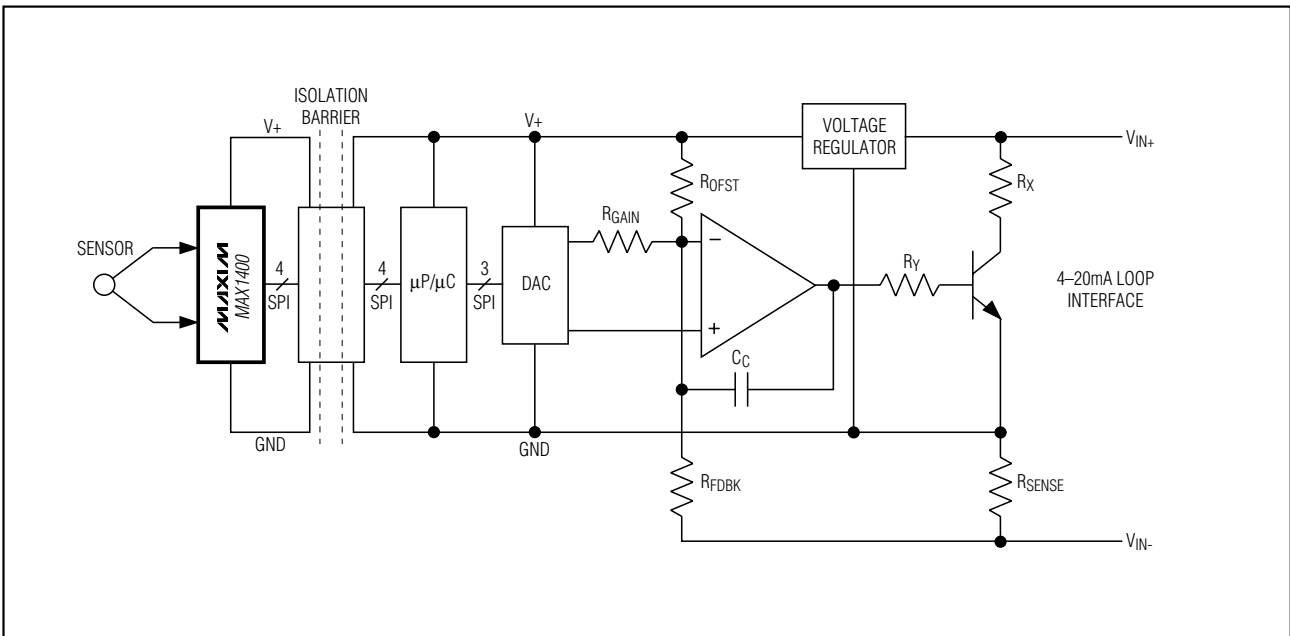 ISOLATION
BARRIER
V+
V+
VOLTAGE
REGULATOR
VIN+
ROFST
RX
RGAIN
SENSOR
MAXIM
MAX1400
4
SPI
4
SPI
μP/μC
3
SPI
DAC
−
+
RY
4–20mA LOOP
INTERFACE
CC
GND
GND
RFDBK
RSENSE
VIN-